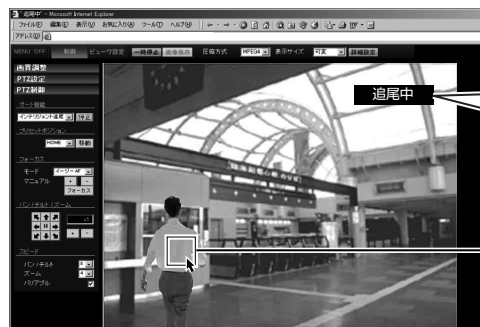 "追尾中" - Microsoft Internet Explorer
ファイル(F) 編集(E) 表示(V) お気に入り(A) ツール(T) ヘルプ(H)
アドレス(D)
MENU OFF 制御 ビューワ設定 一時停止 画像保存 圧縮方式 MPEG4 表示サイズ 可変 詳細設定
画質調整
PTZ設定
PTZ制御
オート機能
インテリジェント追尾 停止
プリセットポジション
HOME 移動
フォーカス
モード イージーAF
マニュアル + -
フォーカス
パン / チルト / ズーム
x1
+ -
スピード
パン / チルト 8
ズーム 4
バリアブル
追尾中